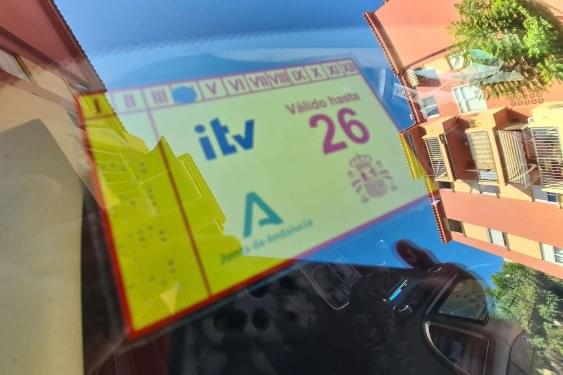 I II III V VI VII VIII IX X XI XII
itv
Válido hasta
26
Junta de Andalucía